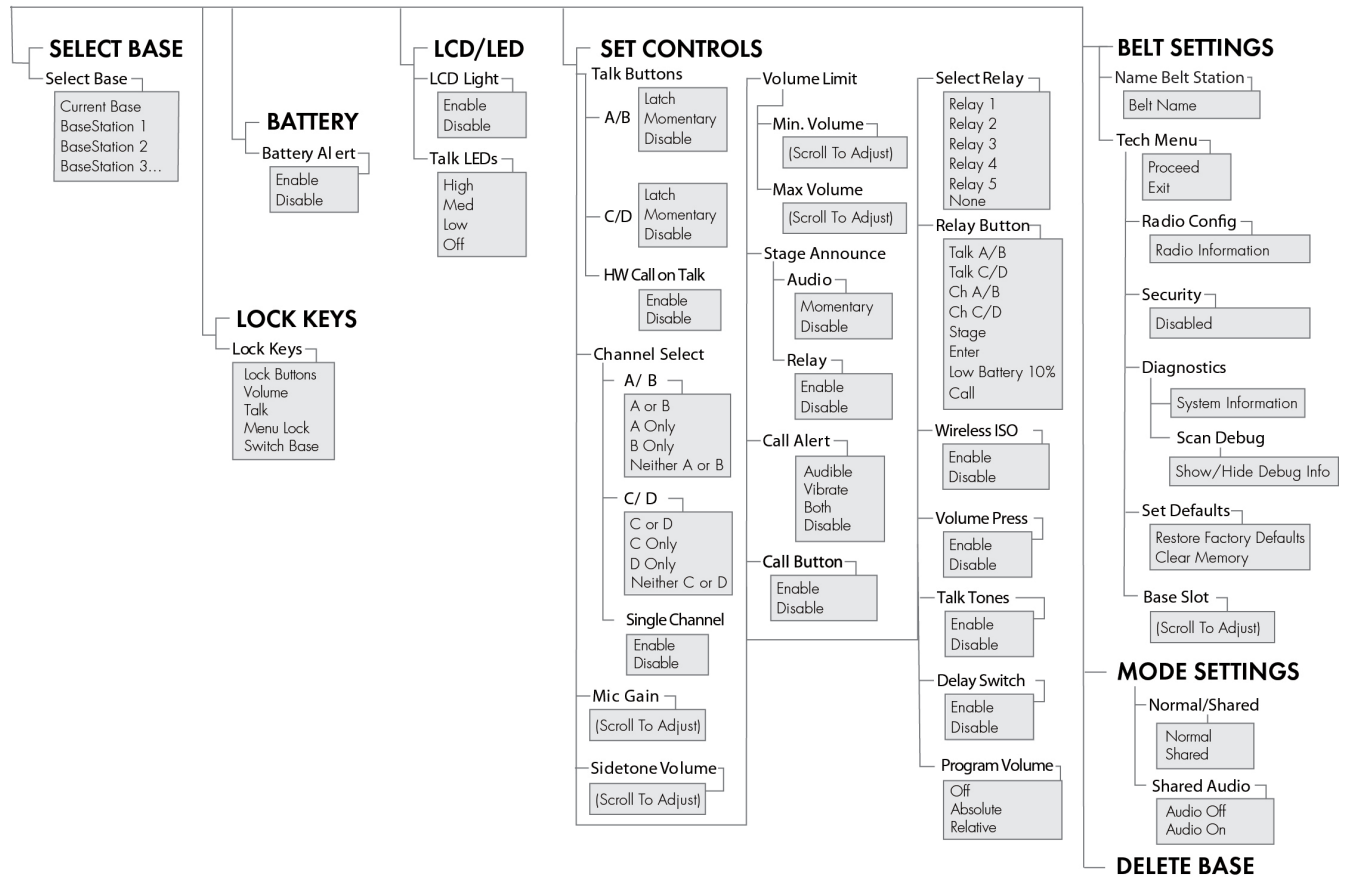 SELECT BASE
Select Base
Current Base
BaseStation 1
BaseStation 2
BaseStation 3...
BATTERY
Battery Al ert
Enable
Disable
LOCK KEYS
Lock Keys
Lock Buttons
Volume
Talk
Menu Lock
Switch Base
LCD/LED
LCD Light
Enable
Disable
Talk LEDs
High
Med
Low
Off
SET CONTROLS
Talk Buttons
A/B
Latch
Momentary
Disable
C/D
Latch
Momentary
Disable
HW Call on Talk
Enable
Disable
Channel Select
A/ B
A or B
A Only
B Only
Neither A or B
C/ D
C or D
C Only
D Only
Neither C or D
Single Channel
Enable
Disable
Mic Gain
(Scroll To Adjust)
Sidetone Volume
(Scroll To Adjust)
Volume Limit
Min. Volume
(Scroll To Adjust)
Max Volume
(Scroll To Adjust)
Stage Announce
Audio
Momentary
Disable
Relay
Enable
Disable
Call Alert
Audible
Vibrate
Both
Disable
Call Button
Enable
Disable
Select Relay
Relay 1
Relay 2
Relay 3
Relay 4
Relay 5
None
Relay Button
Talk A/B
Talk C/D
Ch A/B
Ch C/D
Stage
Enter
Low Battery 10%
Call
Wireless ISO
Enable
Disable
Volume Press
Enable
Disable
Talk Tones
Enable
Disable
Delay Switch
Enable
Disable
Program Volume
Off
Absolute
Relative
BELT SETTINGS
Name Belt Station
Belt Name
Tech Menu
Proceed
Exit
Radio Config
Radio Information
Security
Disabled
Diagnostics
System Information
Scan Debug
Show/Hide Debug Info
Set Defaults
Restore Factory Defaults
Clear Memory
Base Slot
(Scroll To Adjust)
MODE SETTINGS
Normal/Shared
Normal
Shared
Shared Audio
Audio Off
Audio On
DELETE BASE